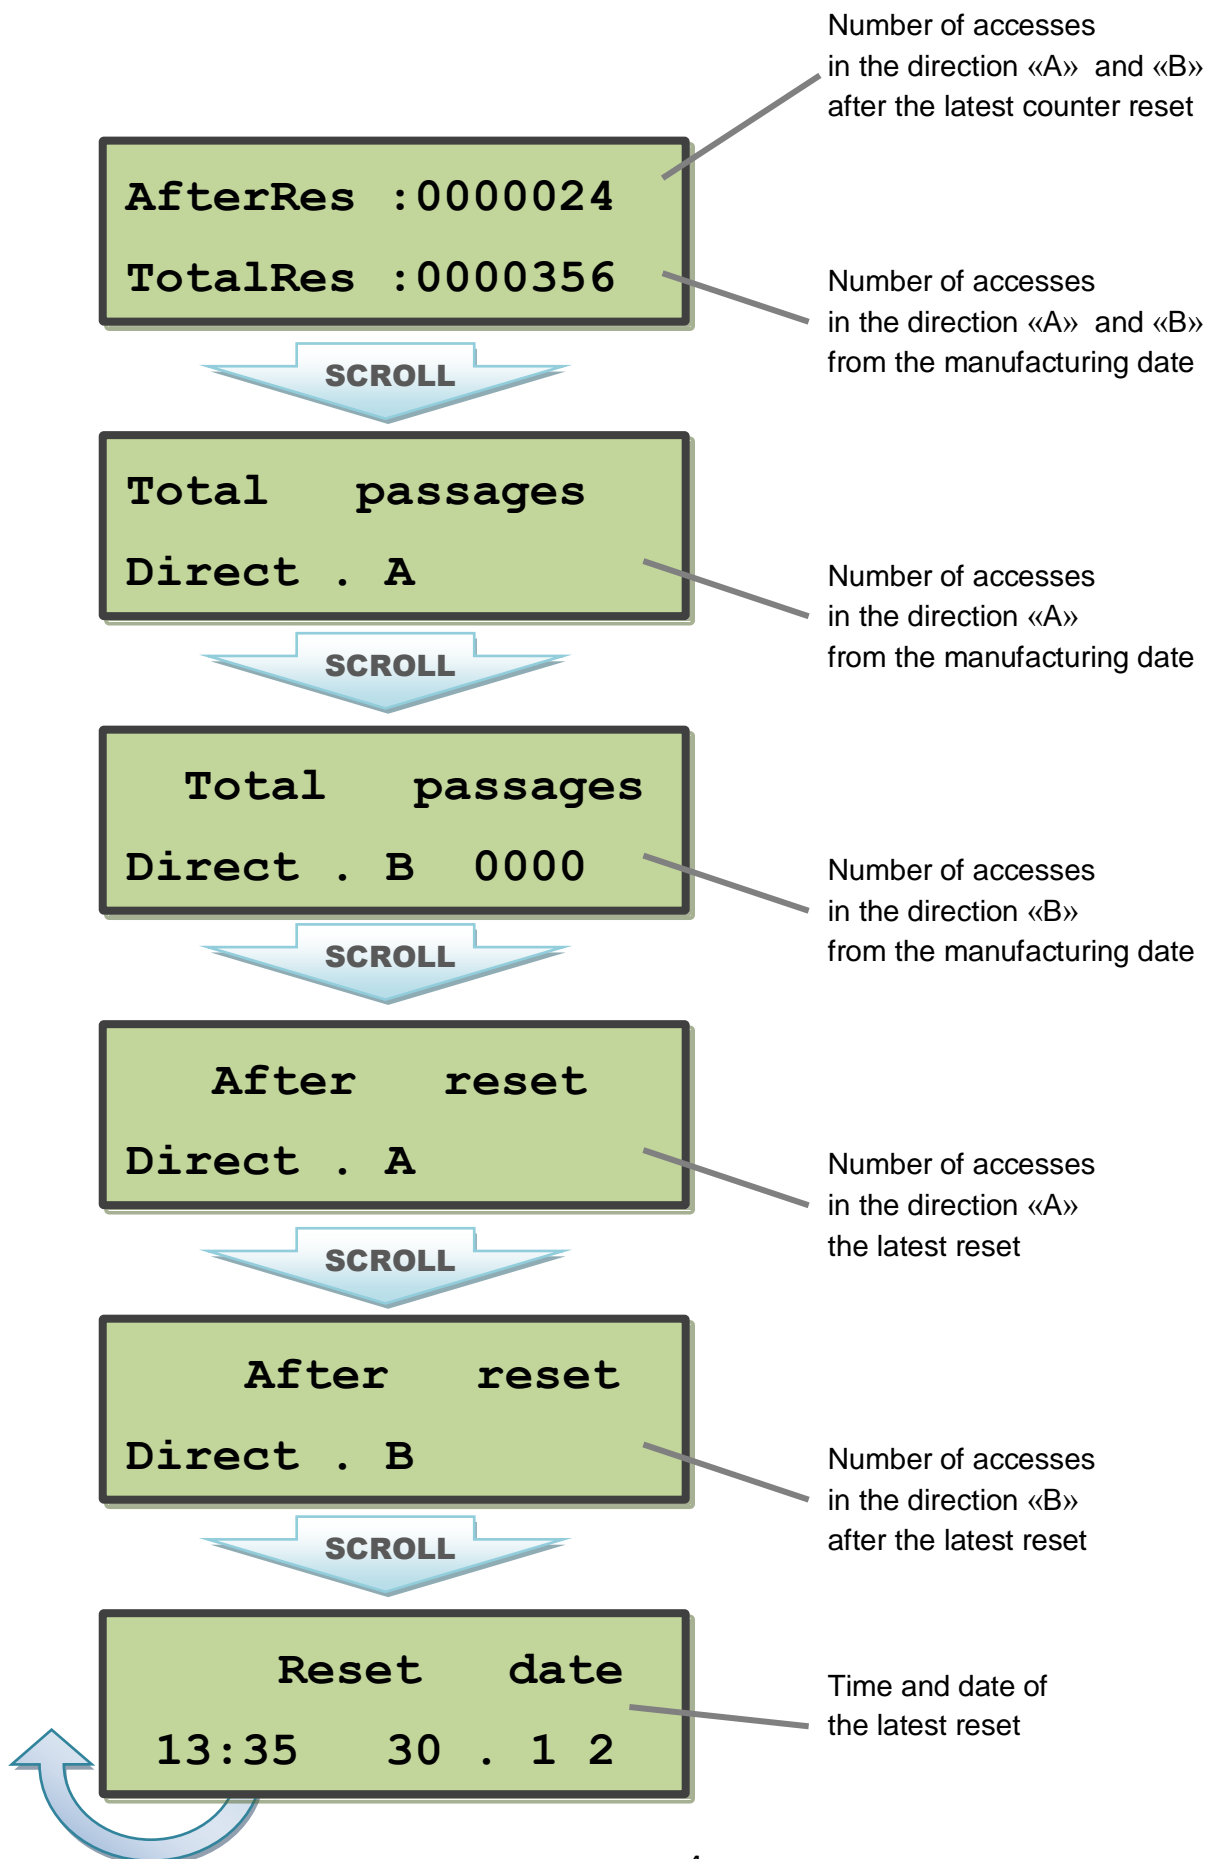 Number of accesses
in the direction «A» and «B»
after the latest counter reset
AfterRes :0000024
TotalRes :0000356
Number of accesses
in the direction «A» and «B»
from the manufacturing date
SCROLL
Total passages
Direct . A
Number of accesses
in the direction «A»
from the manufacturing date
SCROLL
Total passages
Direct . B 0000
Number of accesses
in the direction «B»
from the manufacturing date
SCROLL
After reset
Direct . A
Number of accesses
in the direction «A»
the latest reset
SCROLL
After reset
Direct . B
Number of accesses
in the direction «B»
after the latest reset
SCROLL
Reset date
13:35 30 . 1 2
Time and date of
the latest reset